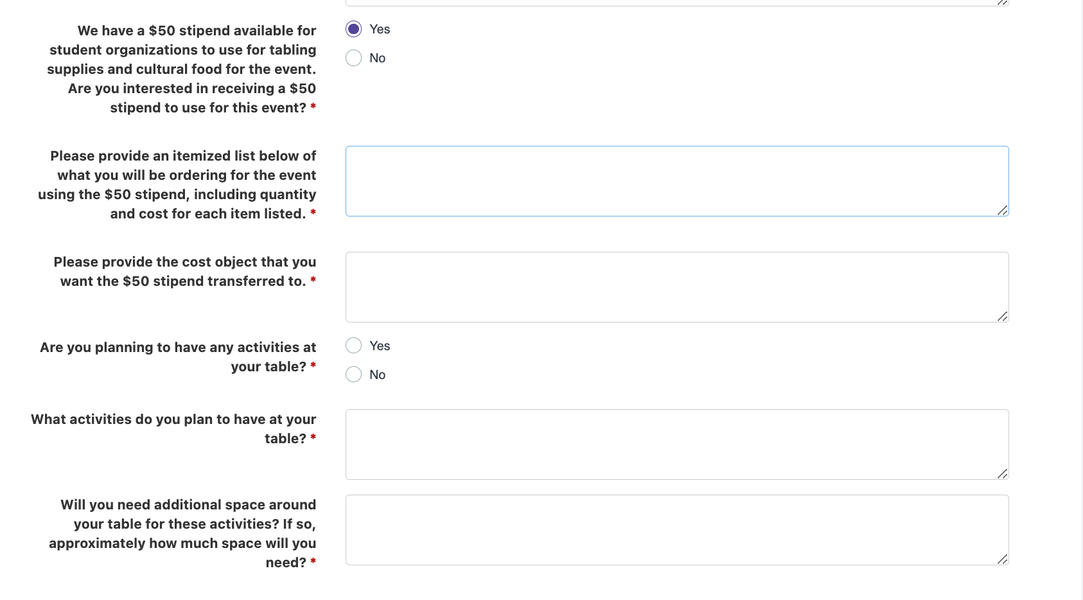 We have a $50 stipend available for
student organizations to use for tabling
supplies and cultural food for the event.
Are you interested in receiving a $50
stipend to use for this event? *
Yes
No
Please provide an itemized list below of
what you will be ordering for the event
using the $50 stipend, including quantity
and cost for each item listed. *
Please provide the cost object that you
want the $50 stipend transferred to. *
Are you planning to have any activities at
your table? *
Yes
No
What activities do you plan to have at your
table? *
Will you need additional space around
your table for these activities? If so,
approximately how much space will you
need? *